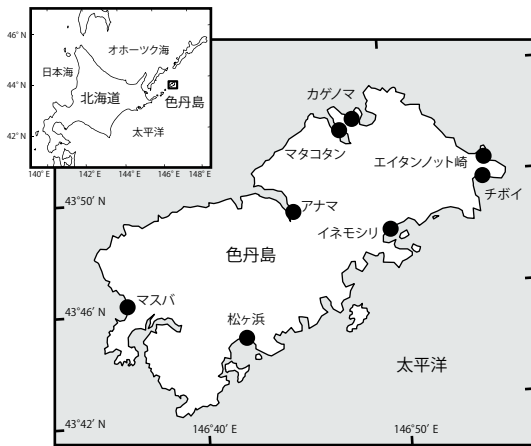 46° N
44° N
42° N
オホーツク海
日本海
北海道
色丹島
太平洋
140° E
142° E
144° E
146° E
148° E
カゲノマ
マタコタン
エイタンノット崎
チボイ
43°50′ N
アナマ
イネモシリ
色丹島
43°46′ N
マスバ
松ヶ浜
太平洋
43°42′ N
146°40′ E
146°50′ E